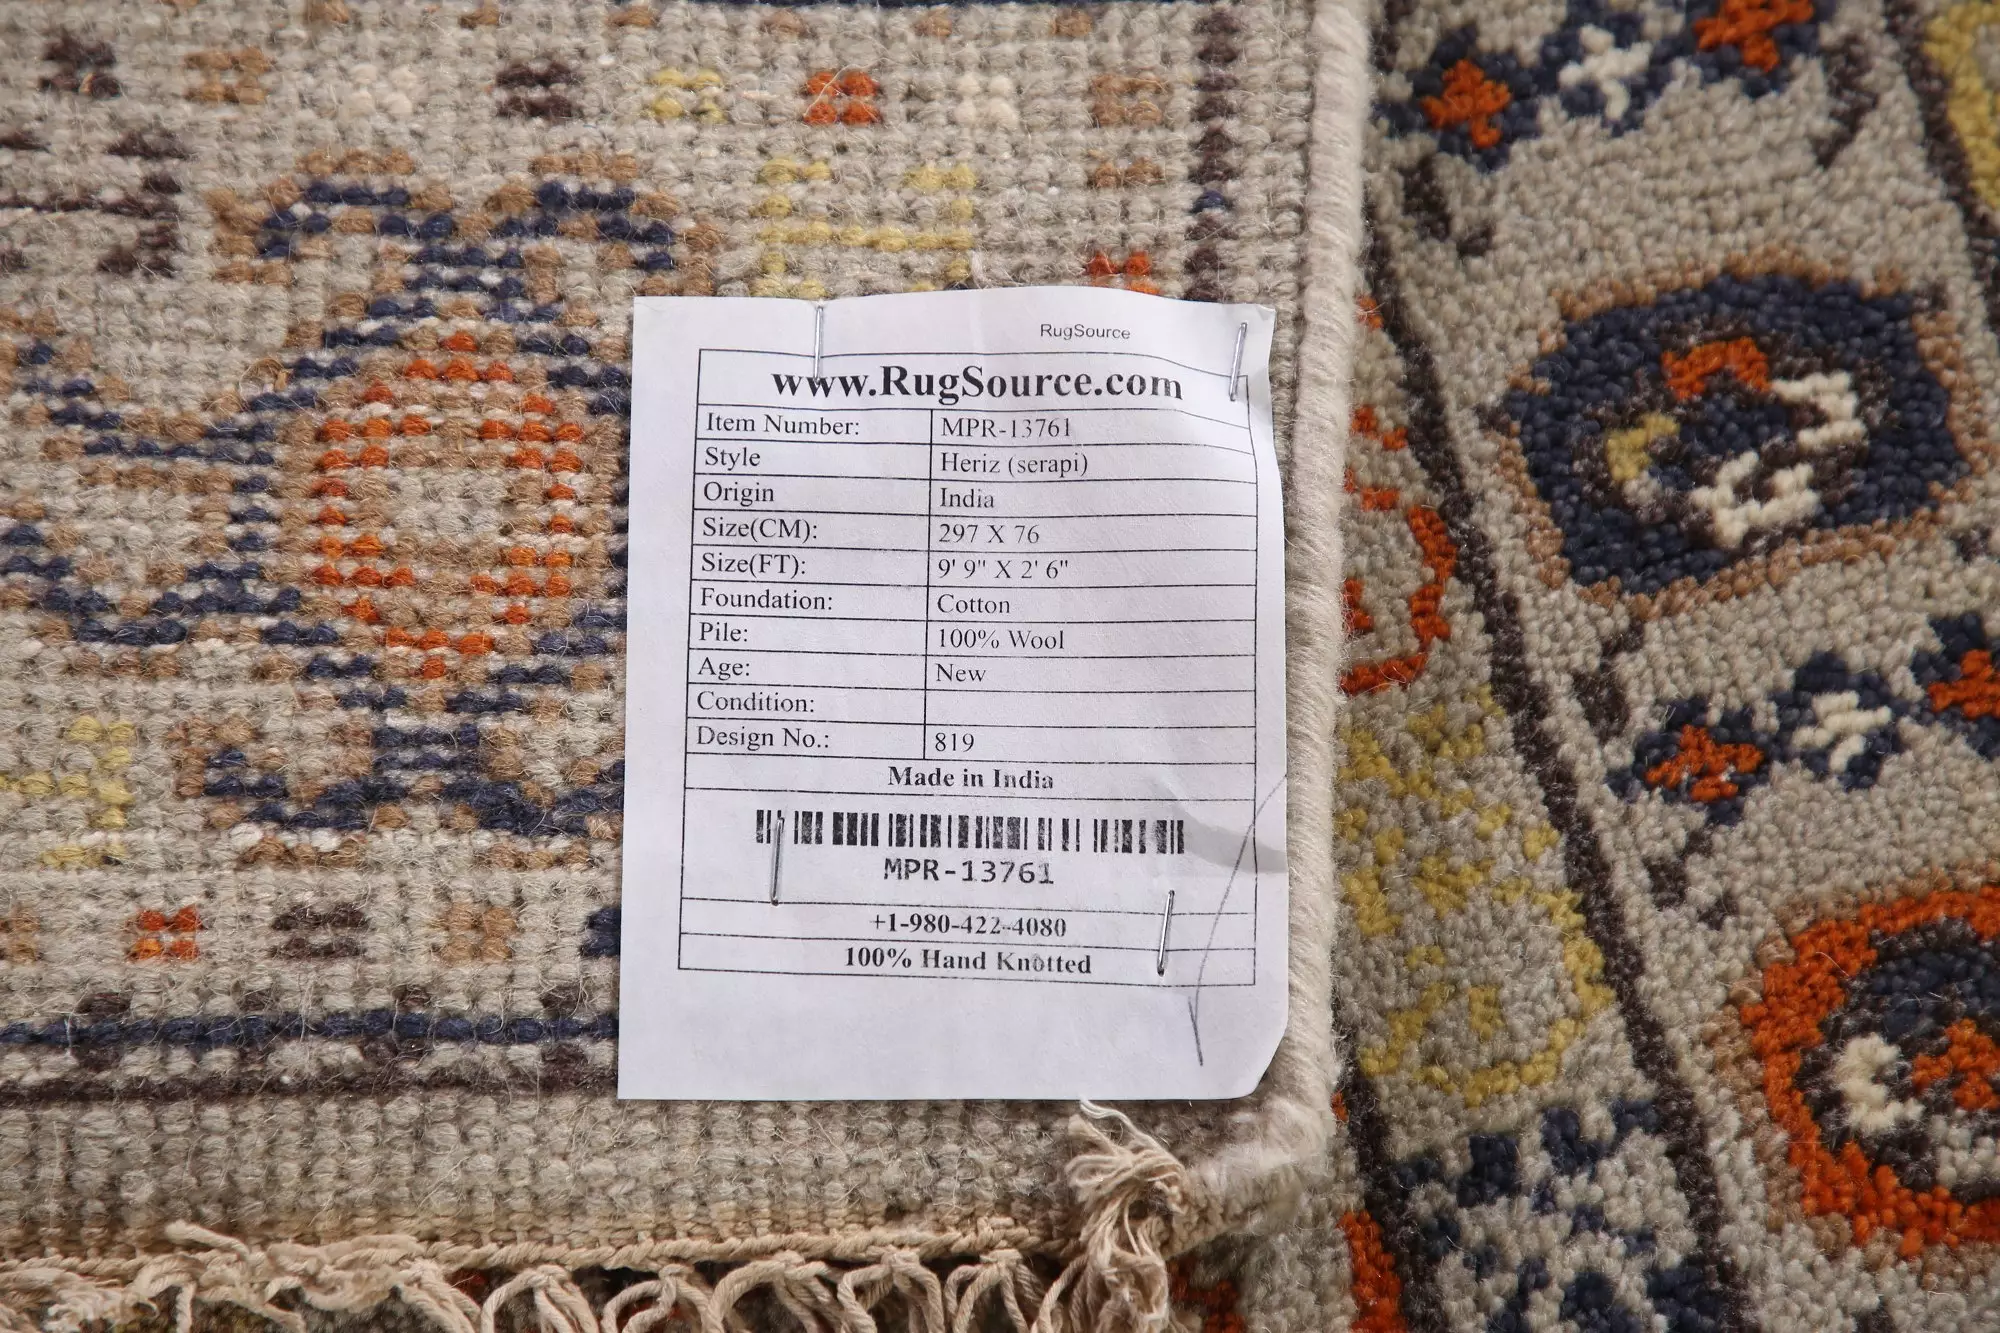 RugSource
www.RugSource.com
Item Number: MPR-13761
Style Heriz (serapi)
Origin India
Size(CM): 297 X 76
Size(FT): 9' 9" X 2' 6"
Foundation: Cotton
Pile: 100% Wool
Age: New
Condition:
Design No.: 819
Made in India
MPR-13761
+1-980-422-4080
100% Hand Knotted